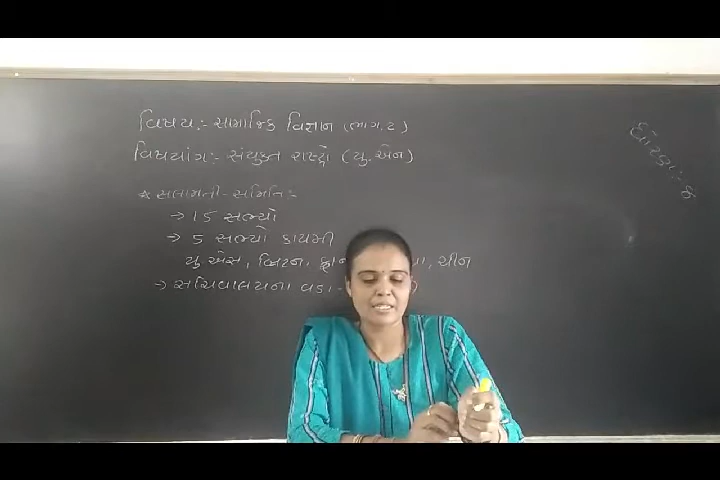 વિષય:- સામાજિક વિજ્ઞાન (ભાગ.૨)
વિષયાંગ:- સંયુક્ત રાષ્ટ્રો (યુ.એન)
* સલામતી-સમિતિ:-
→ 15 સભ્યો
→ 5 સભ્યો કાયમી
યુ એસ, બ્રિટન, ચીન
→ સચિવાલયના વડા -